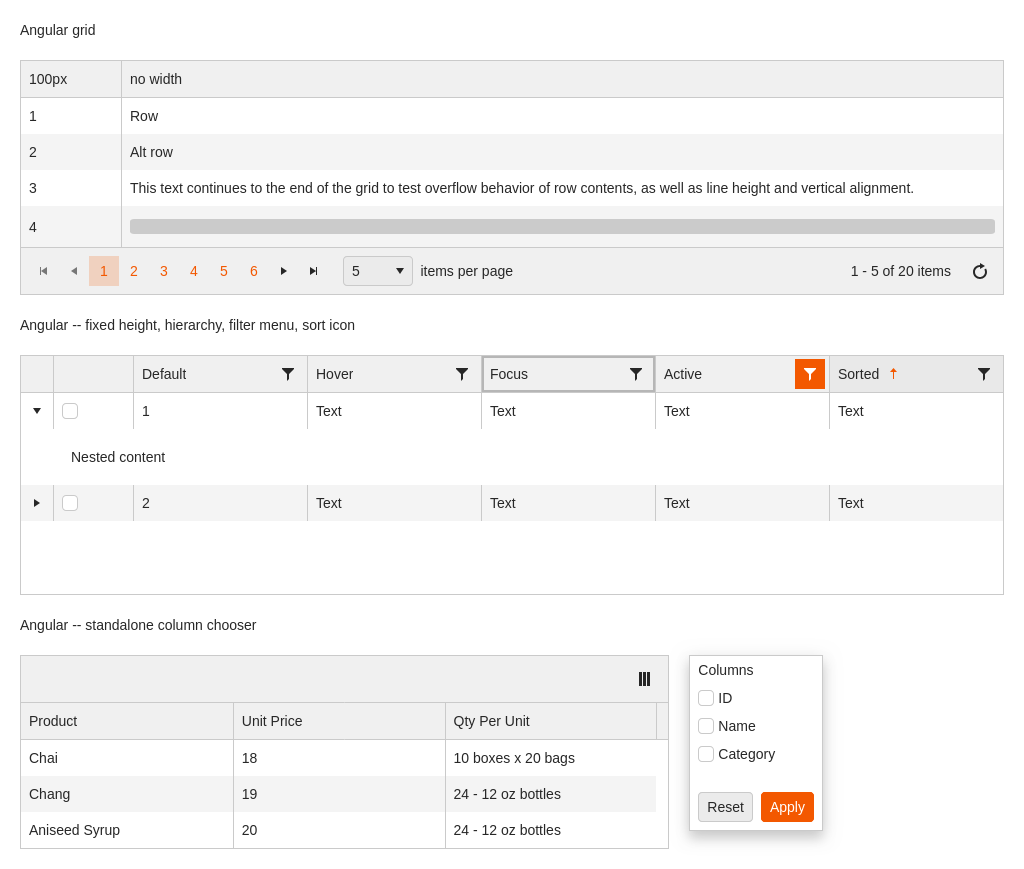 Angular grid
100px no width
1 Row
2 Alt row
3 This text continues to the end of the grid to test overflow behavior of row contents, as well as line height and vertical alignment.
4
1 2 3 4 5 6 5 items per page 1 - 5 of 20 items
Angular -- fixed height, hierarchy, filter menu, sort icon
Default Hover Focus Active Sorted
1 Text Text Text Text
Nested content
2 Text Text Text Text
Angular -- standalone column chooser
Product Unit Price Qty Per Unit
Chai 18 10 boxes x 20 bags
Chang 19 24 - 12 oz bottles
Aniseed Syrup 20 24 - 12 oz bottles
Columns
ID
Name
Category
Reset Apply